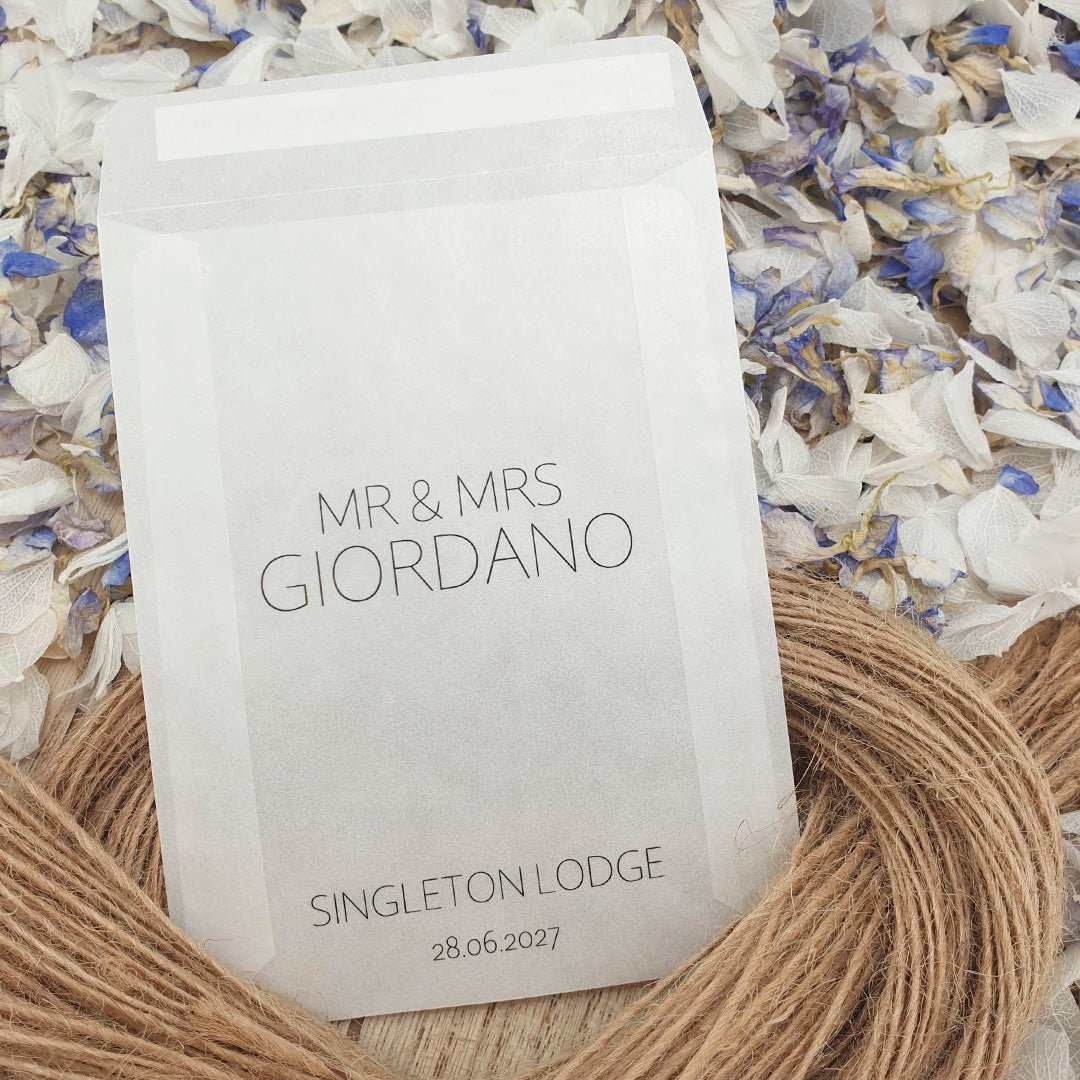 MR & MRS
GIORDANO
SINGLETON LODGE
28.06.2027